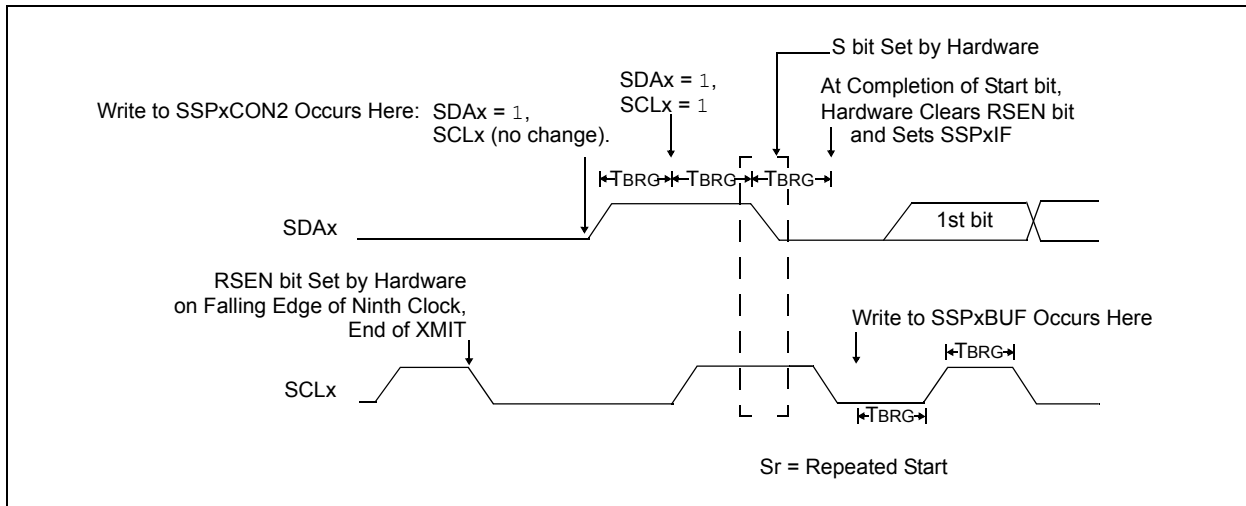 S bit Set by Hardware
SDAx = 1,
SCLx = 1
At Completion of Start bit,
Hardware Clears RSEN bit
and Sets SSPxIF
Write to SSPxCON2 Occurs Here:
SDAx = 1,
SCLx (no change).
TBRG
TBRG
TBRG
SDAx
1st bit
RSEN bit Set by Hardware
on Falling Edge of Ninth Clock,
End of XMIT
Write to SSPxBUF Occurs Here
TBRG
SCLx
TBRG
Sr = Repeated Start